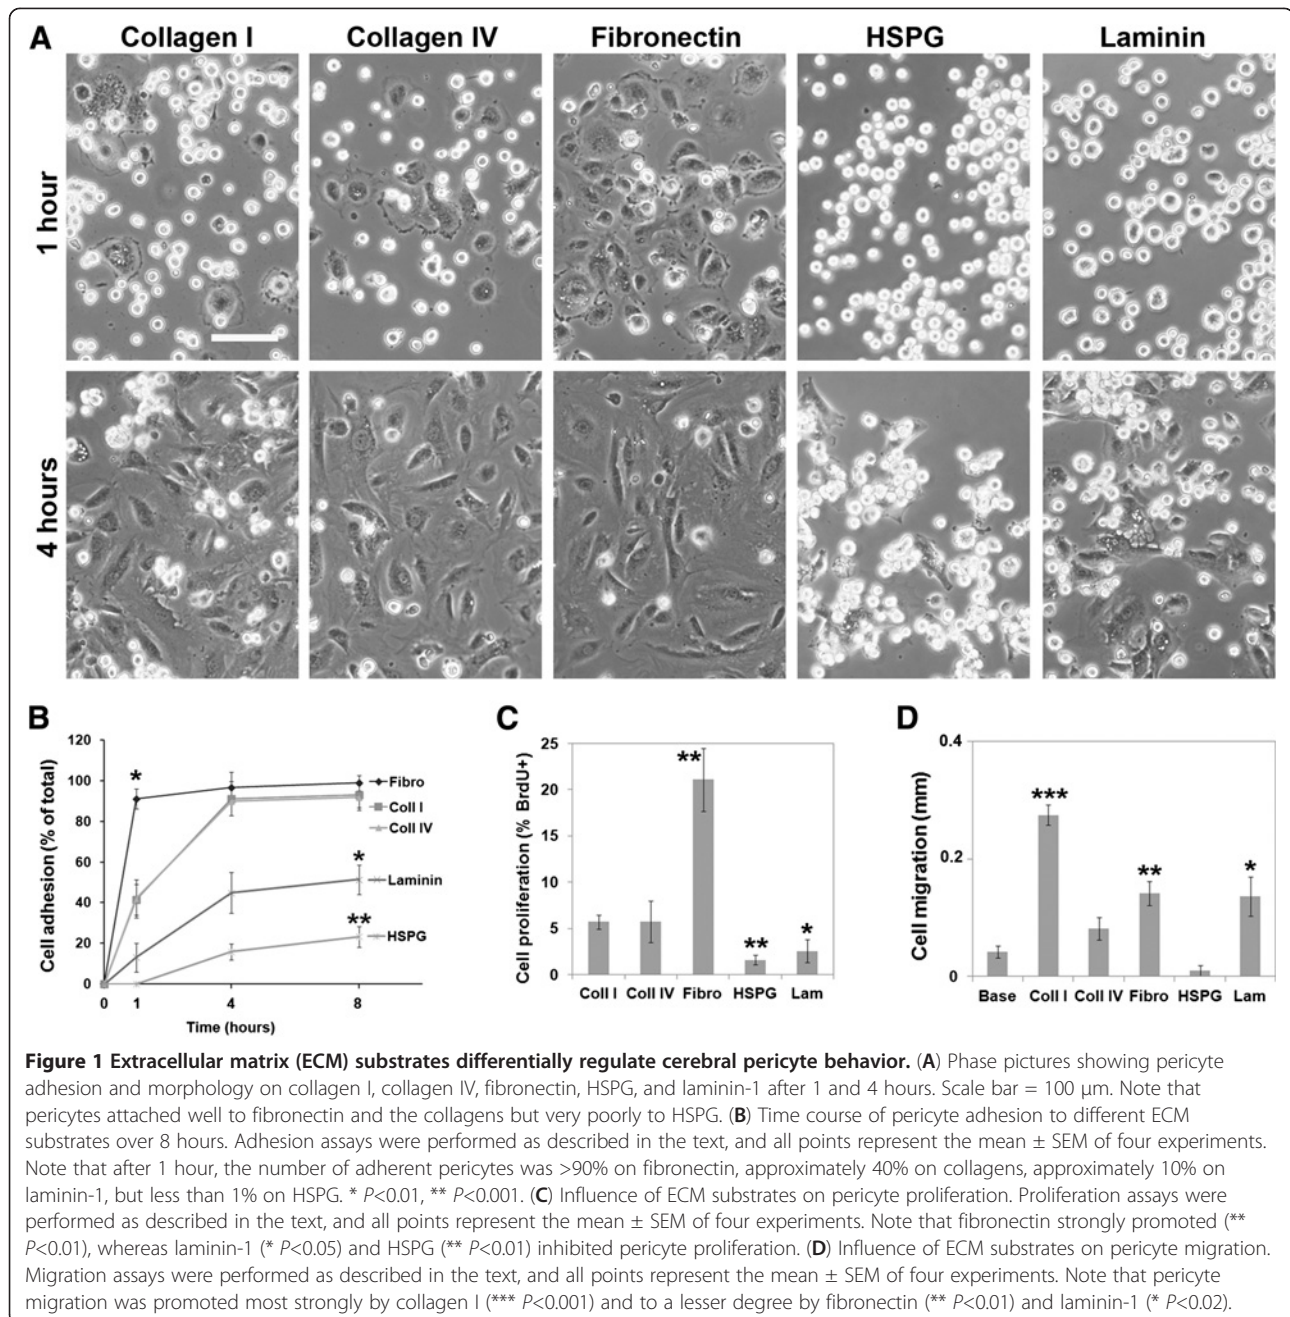 A
Collagen I Collagen IV Fibronectin HSPG Laminin
1 hour
4 hours
B
Cell adhesion (% of total)
120
100
80
60
40
20
0
0 1 4 8
Time (hours)
*
*
**
Fibro
Coll I
Coll IV
Laminin
HSPG
C
Cell proliferation (% BrdU+)
25
20
15
10
5
0
**
**
*
Coll I Coll IV Fibro HSPG Lam
D
Cell migration (mm)
0.4
0.2
0
***
**
*
Base Coll I Coll IV Fibro HSPG Lam
Figure 1 Extracellular matrix (ECM) substrates differentially regulate cerebral pericyte behavior. (A) Phase pictures showing pericyte
adhesion and morphology on collagen I, collagen IV, fibronectin, HSPG, and laminin-1 after 1 and 4 hours. Scale bar = 100 μm. Note that
pericytes attached well to fibronectin and the collagens but very poorly to HSPG. (B) Time course of pericyte adhesion to different ECM
substrates over 8 hours. Adhesion assays were performed as described in the text, and all points represent the mean ± SEM of four experiments.
Note that after 1 hour, the number of adherent pericytes was >90% on fibronectin, approximately 40% on collagens, approximately 10% on
laminin-1, but less than 1% on HSPG. * P<0.01, ** P<0.001. (C) Influence of ECM substrates on pericyte proliferation. Proliferation assays were
performed as described in the text, and all points represent the mean ± SEM of four experiments. Note that fibronectin strongly promoted (**
P<0.01), whereas laminin-1 (* P<0.05) and HSPG (** P<0.01) inhibited pericyte proliferation. (D) Influence of ECM substrates on pericyte migration.
Migration assays were performed as described in the text, and all points represent the mean ± SEM of four experiments. Note that pericyte
migration was promoted most strongly by collagen I (*** P<0.001) and to a lesser degree by fibronectin (** P<0.01) and laminin-1 (* P<0.02).